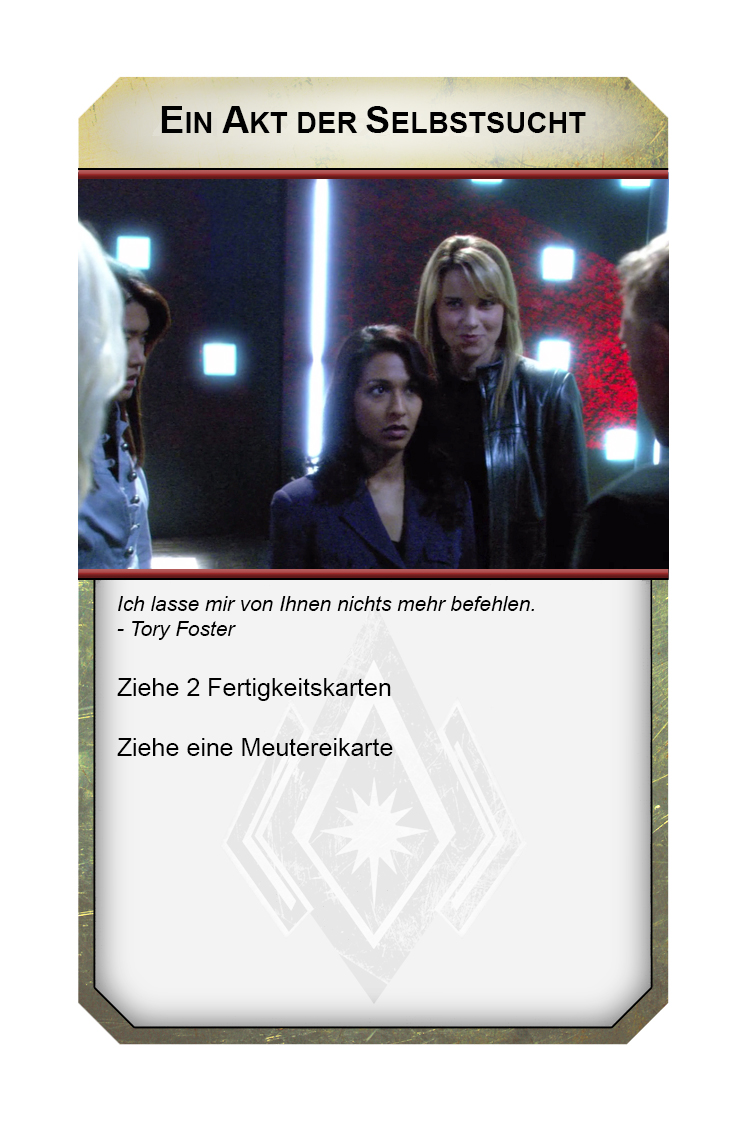 EIN AKT DER SELBSTSUCHT
Ich lasse mir von Ihnen nichts mehr befehlen.
- Tory Foster
Ziehe 2 Fertigkeitskarten
Ziehe eine Meutereikarte